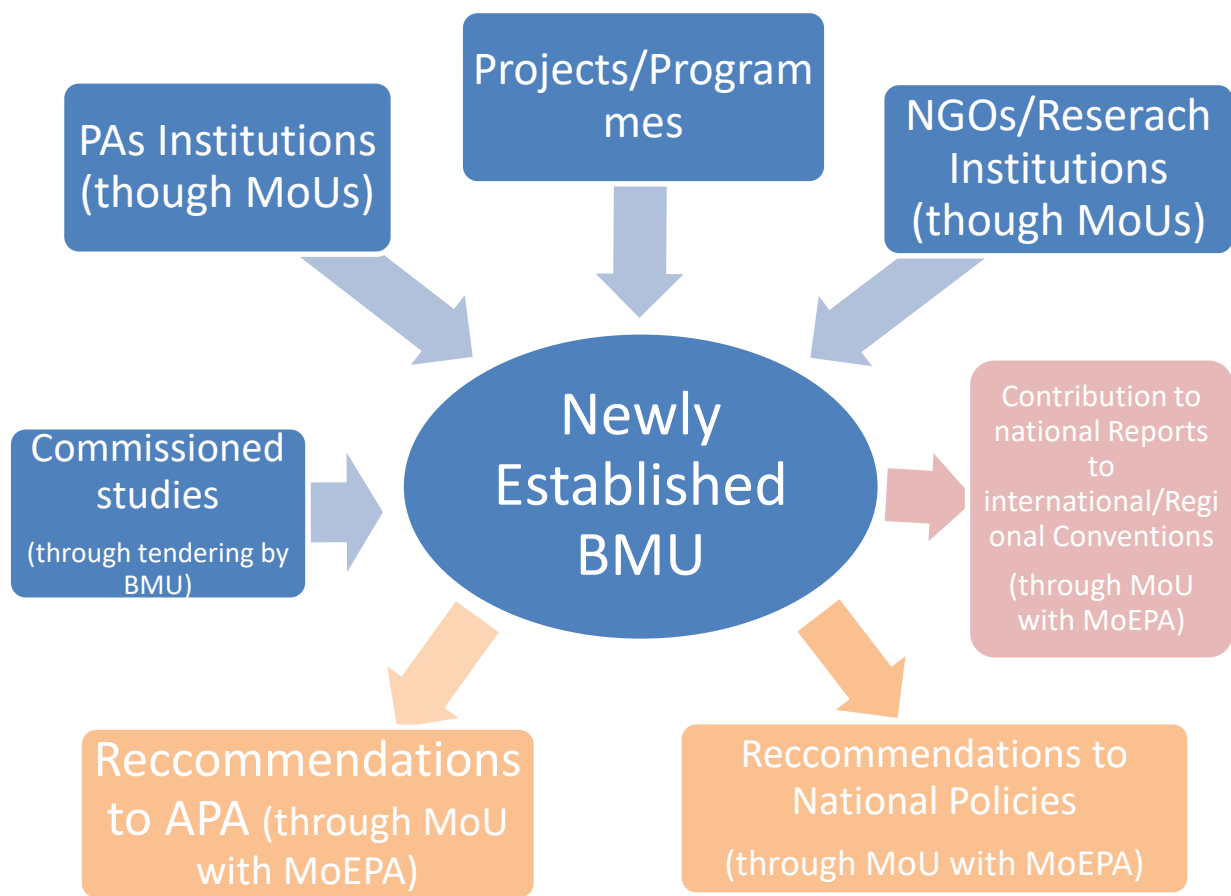 Projects/Program
mes
PAs Institutions
(though MoUs)
NGOs/Reserach
Institutions
(though MoUs)
Newly
Established
BMU
Commissioned
studies
(through tendering by
BMU)
Contribution to
national Reports
to
international/Regi
onal Conventions
(through MoU
with MoEPA)
Reccommendations
to APA (through MoU
with MoEPA)
Reccommendations to
National Policies
(through MoU with MoEPA)